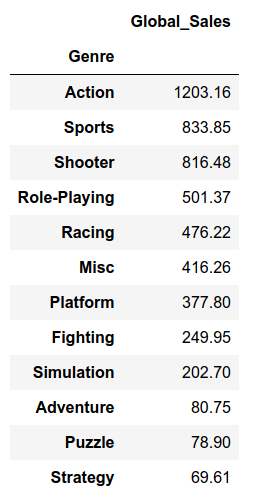 Global_Sales
Genre
Action 1203.16
Sports 833.85
Shooter 816.48
Role-Playing 501.37
Racing 476.22
Misc 416.26
Platform 377.80
Fighting 249.95
Simulation 202.70
Adventure 80.75
Puzzle 78.90
Strategy 69.61